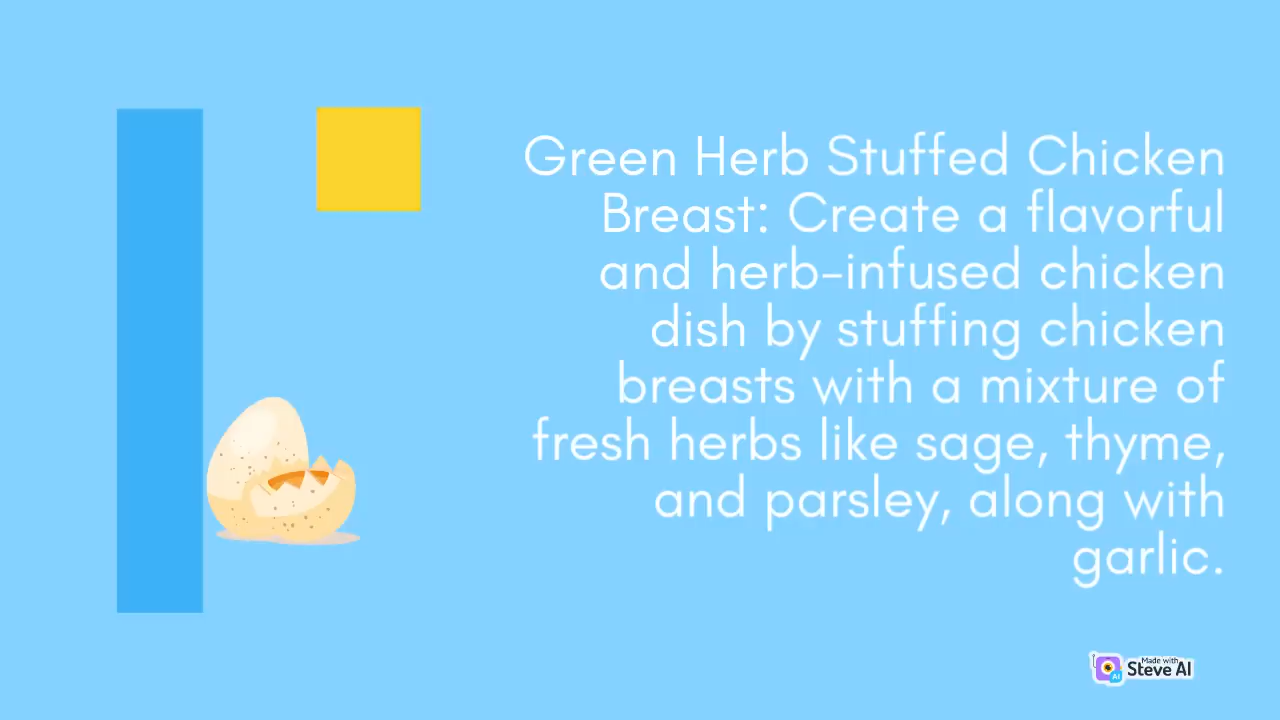 Green Herb Stuffed Chicken
Breast: Create a flavorful
and herb-infused chicken
dish by stuffing chicken
breasts with a mixture of
fresh herbs like sage, thyme,
and parsley, along with
garlic.
Made with
Steve AI
AI